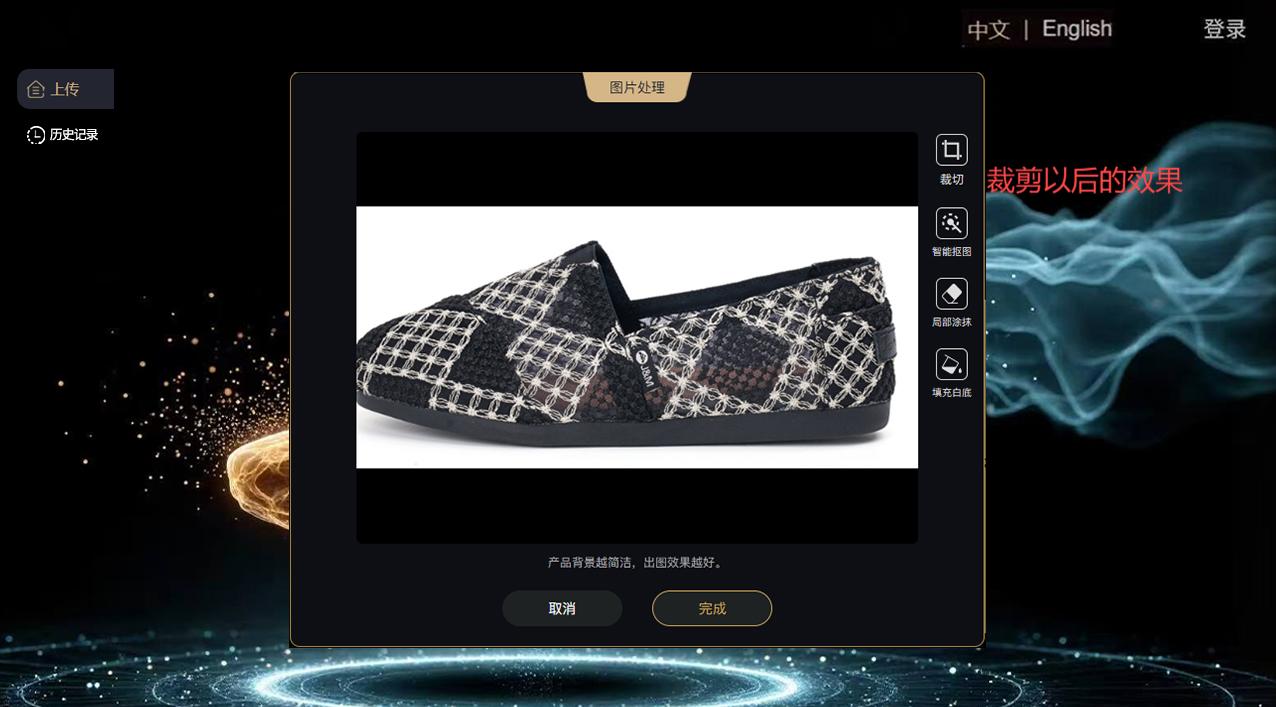 中文 | English
登录
上传
历史记录
图片处理
裁切
裁剪以后的效果
智能抠图
局部涂抹
填充白底
J&M
产品背景越简洁，出图效果越好。
取消
完成